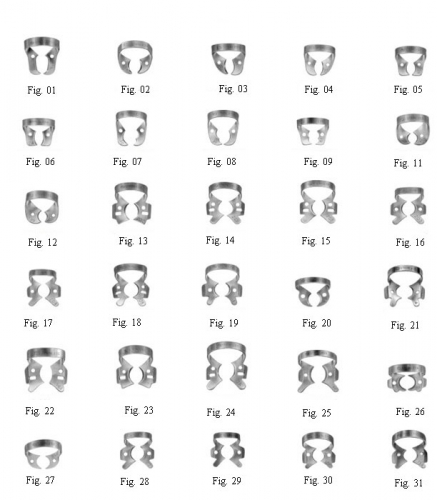 Fig. 01 Fig. 02 Fig. 03 Fig. 04 Fig. 05
Fig. 06 Fig. 07 Fig. 08 Fig. 09 Fig. 11
Fig. 12 Fig. 13 Fig. 14 Fig. 15 Fig. 16
Fig. 17 Fig. 18 Fig. 19 Fig. 20 Fig. 21
Fig. 22 Fig. 23 Fig. 24 Fig. 25 Fig. 26
Fig. 27 Fig. 28 Fig. 29 Fig. 30 Fig. 31